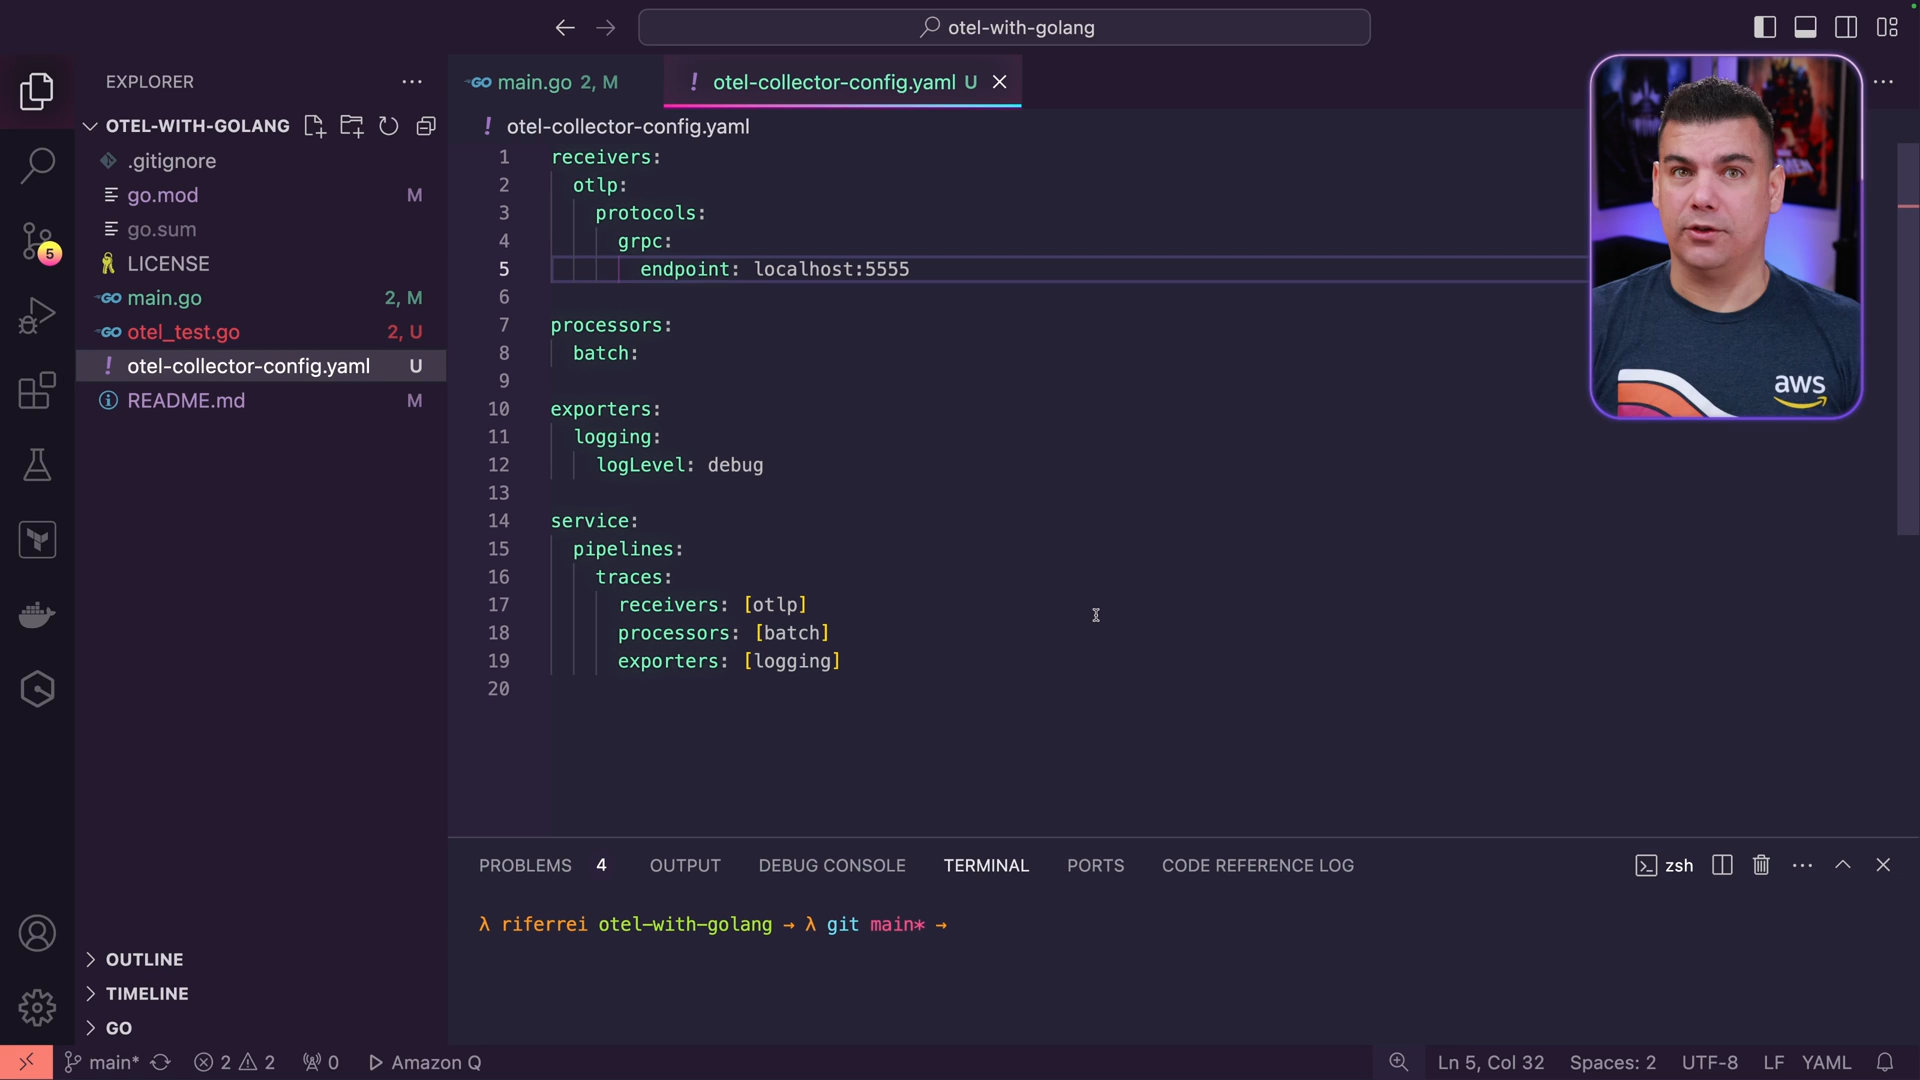 otel-with-golang
EXPLORER
main.go 2, M
otel-collector-config.yaml U
OTEL-WITH-GOLANG
otel-collector-config.yaml
.gitignore
go.mod M
go.sum
LICENSE
main.go 2, M
otel_test.go 2, U
otel-collector-config.yaml U
README.md M
5
GO
GO
GO
1 receivers:
2 otlp:
3 protocols:
4 grpc:
5 endpoint: localhost:5555
6
7 processors:
8 batch:
9
10 exporters:
11 logging:
12 logLevel: debug
13
14 service:
15 pipelines:
16 traces:
17 receivers: [otlp]
18 processors: [batch]
19 exporters: [logging]
20
aws
PROBLEMS 4 OUTPUT DEBUG CONSOLE TERMINAL PORTS CODE REFERENCE LOG
zsh
λ riferrei otel-with-golang → λ git main* →
OUTLINE
TIMELINE
GO
main* 2 2 0 Amazon Q
Ln 5, Col 32 Spaces: 2 UTF-8 LF YAML